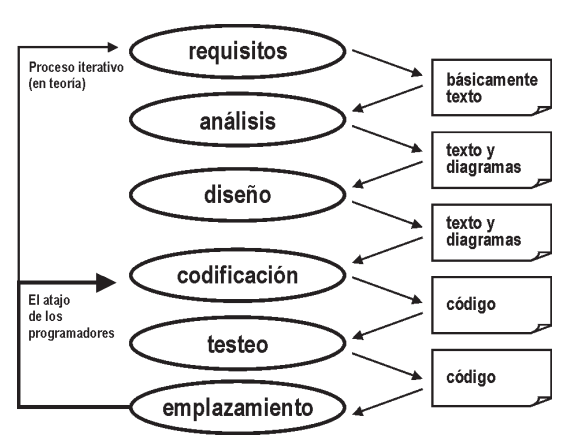 requisitos
Proceso iterativo
(en teoría)
básicamente
texto
análisis
texto y
diagramas
diseño
texto y
diagramas
codificación
El atajo
de los
programadores
código
testeo
código
emplazamiento